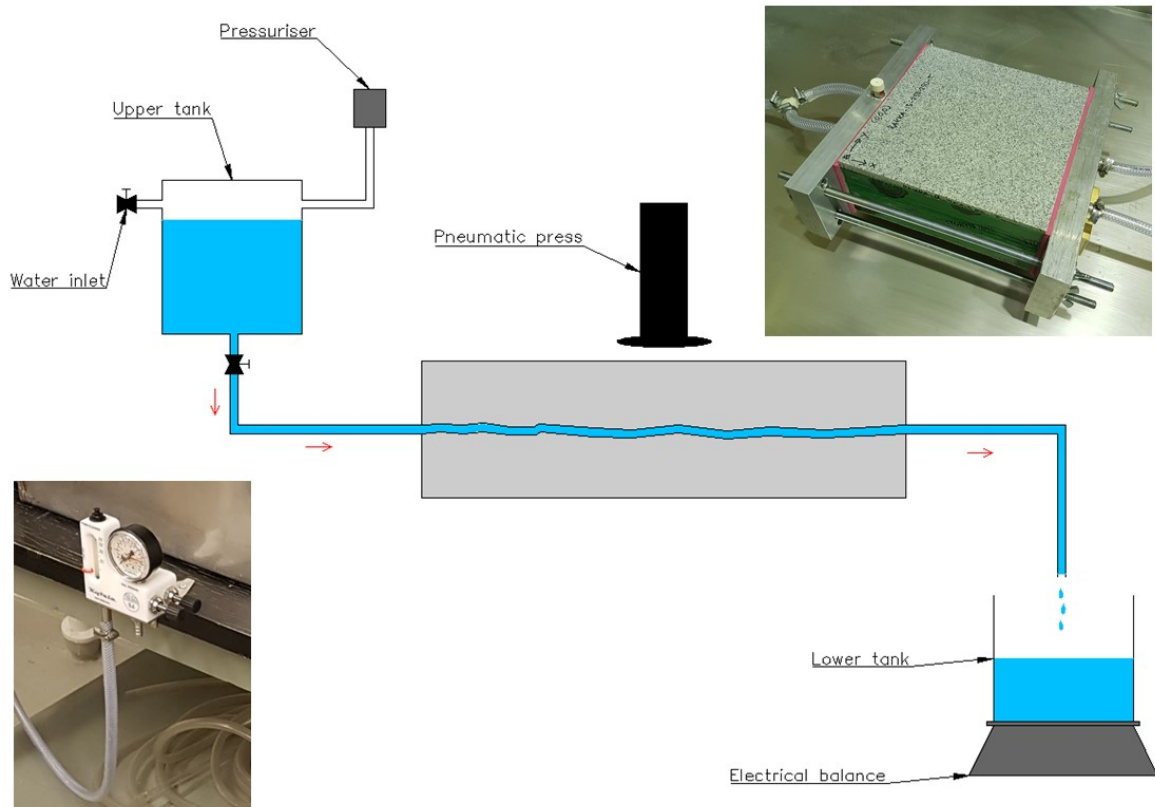 Pressuriser
Upper tank
Pneumatic press
Water inlet
Lower tank
Electrical balance